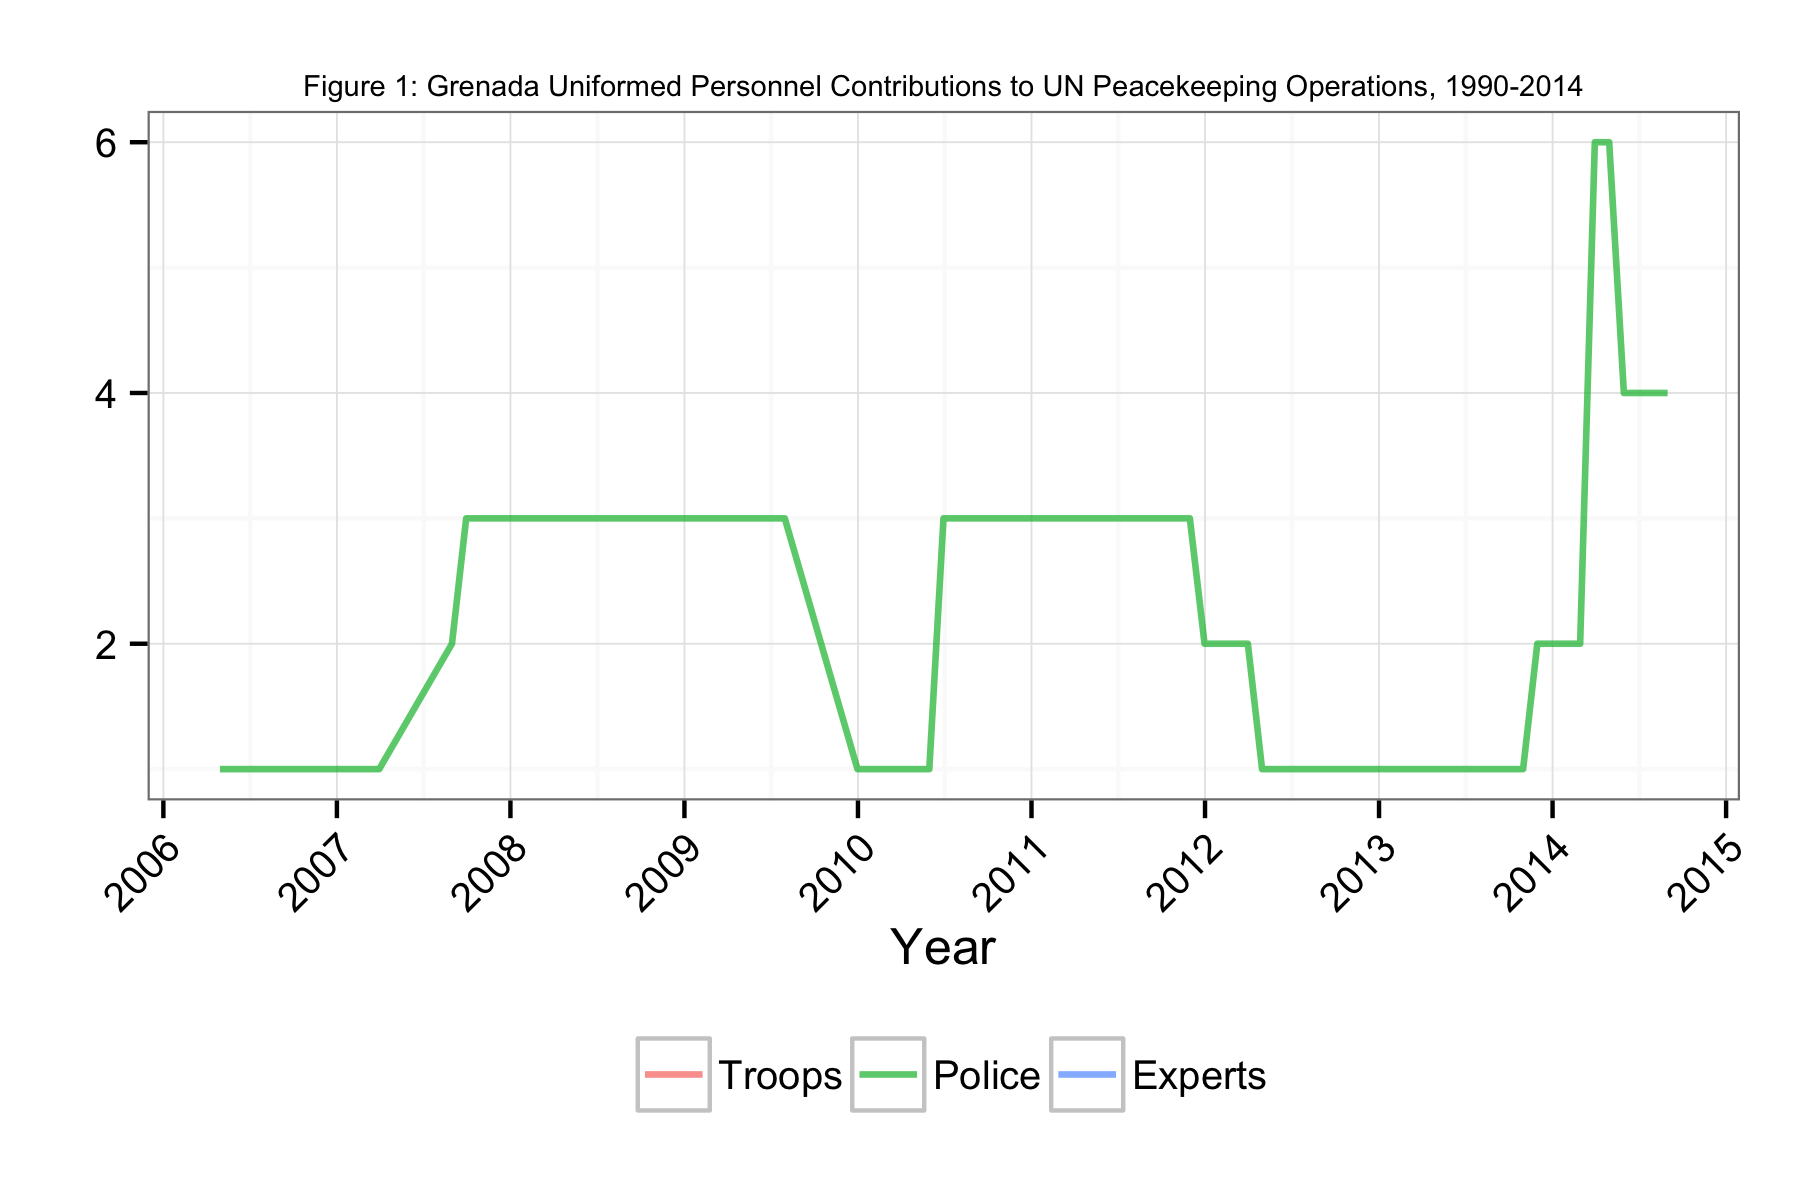 Figure 1: Grenada Uniformed Personnel Contributions to UN Peacekeeping Operations, 1990-2014
6
4
2
2006 2007 2008 2009 2010 2011 2012 2013 2014 2015
Year
Troops Police Experts